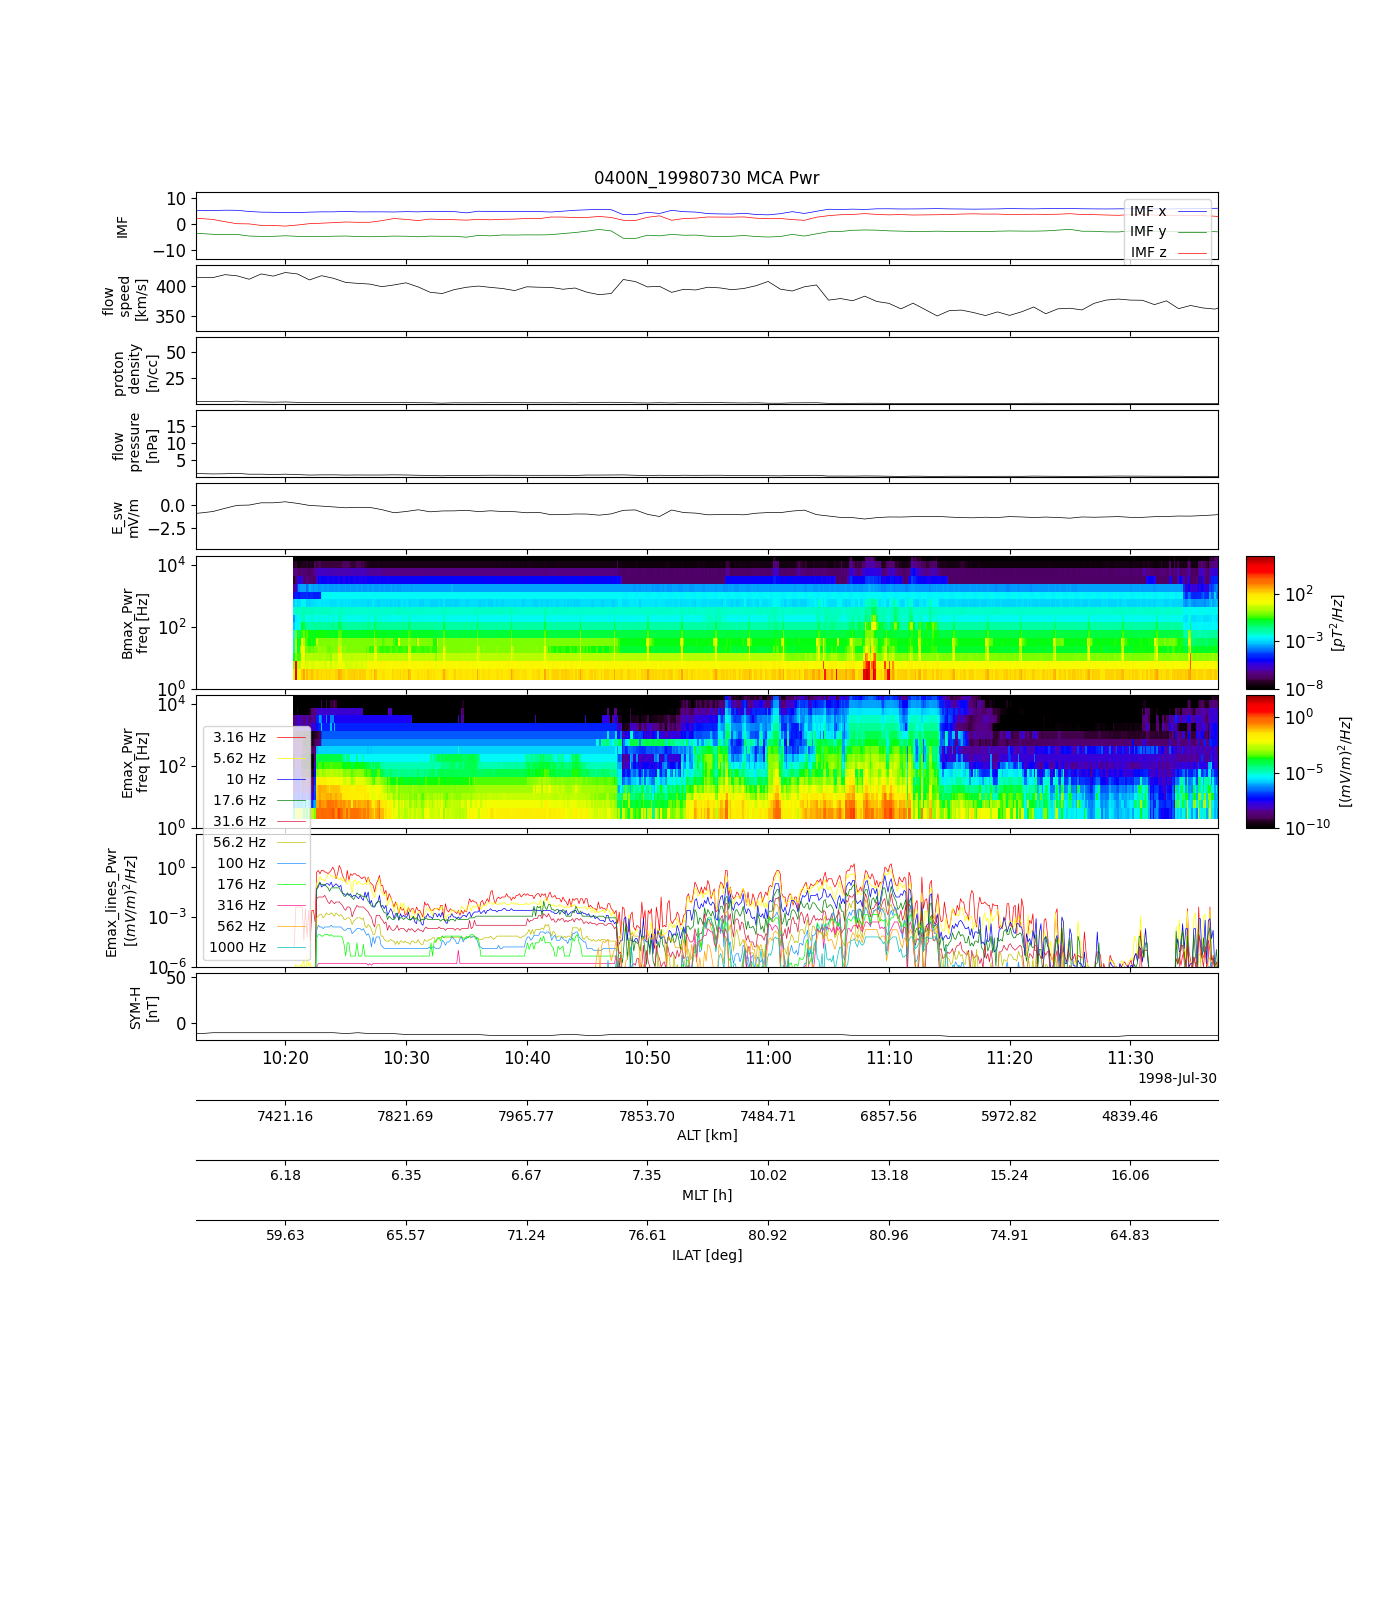 0400N_19980730 MCA Pwr
IMF
10
0
−10
IMF x
IMF y
IMF z
flow
speed
[km/s]
400
350
proton
density
[n/cc]
50
25
flow
pressure
[nPa]
15
10
5
E_sw
mV/m
0.0
−2.5
Bmax_Pwr
freq [Hz]
10^4
10^2
10^0
10^2
10^−3
10^−8
[pT^2/Hz]
Emax_Pwr
freq [Hz]
10^4
10^2
10^0
10^0
10^−5
10^−10
[(mV/m)^2/Hz]
3.16 Hz
5.62 Hz
10 Hz
17.6 Hz
31.6 Hz
56.2 Hz
100 Hz
176 Hz
316 Hz
562 Hz
1000 Hz
Emax_lines_Pwr
[(mV/m)^2/Hz]
10^0
10^−3
10^−6
SYM-H
[nT]
50
0
10:20 10:30 10:40 10:50 11:00 11:10 11:20 11:30
1998-Jul-30
7421.16 7821.69 7965.77 7853.70 7484.71 6857.56 5972.82 4839.46
ALT [km]
6.18 6.35 6.67 7.35 10.02 13.18 15.24 16.06
MLT [h]
59.63 65.57 71.24 76.61 80.92 80.96 74.91 64.83
ILAT [deg]